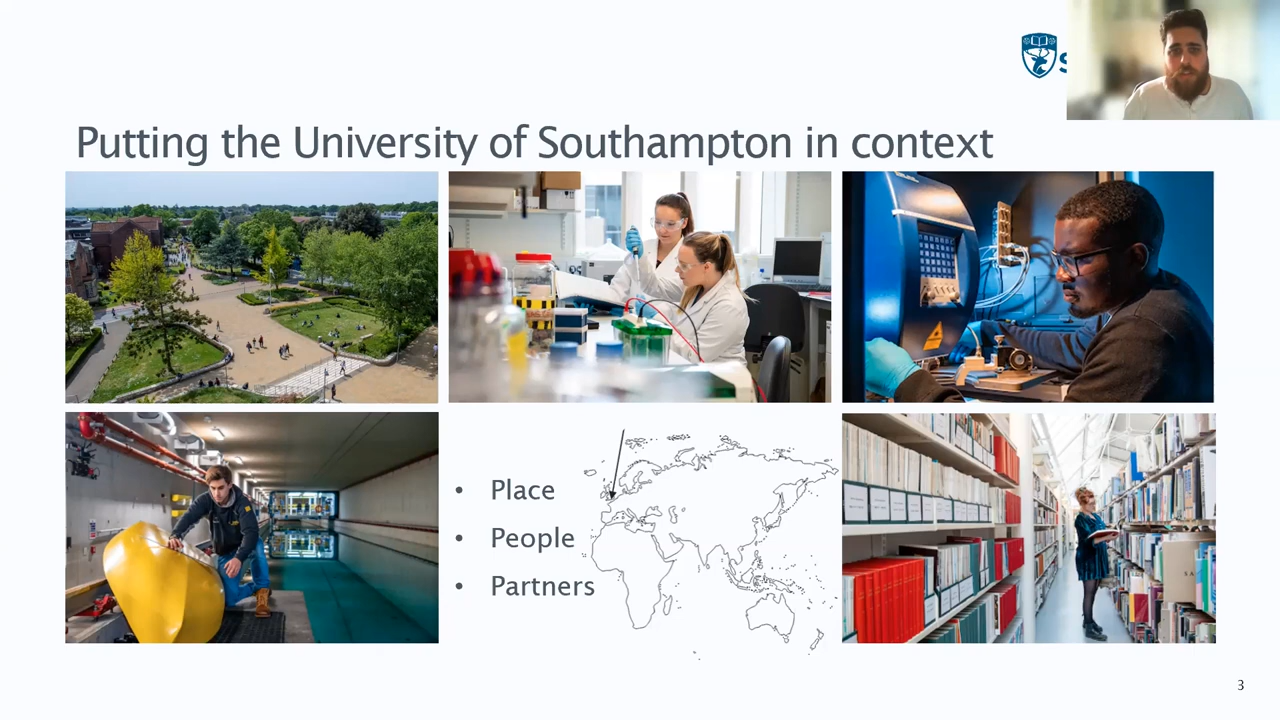 Putting the University of Southampton in context
• Place
• People
• Partners
3